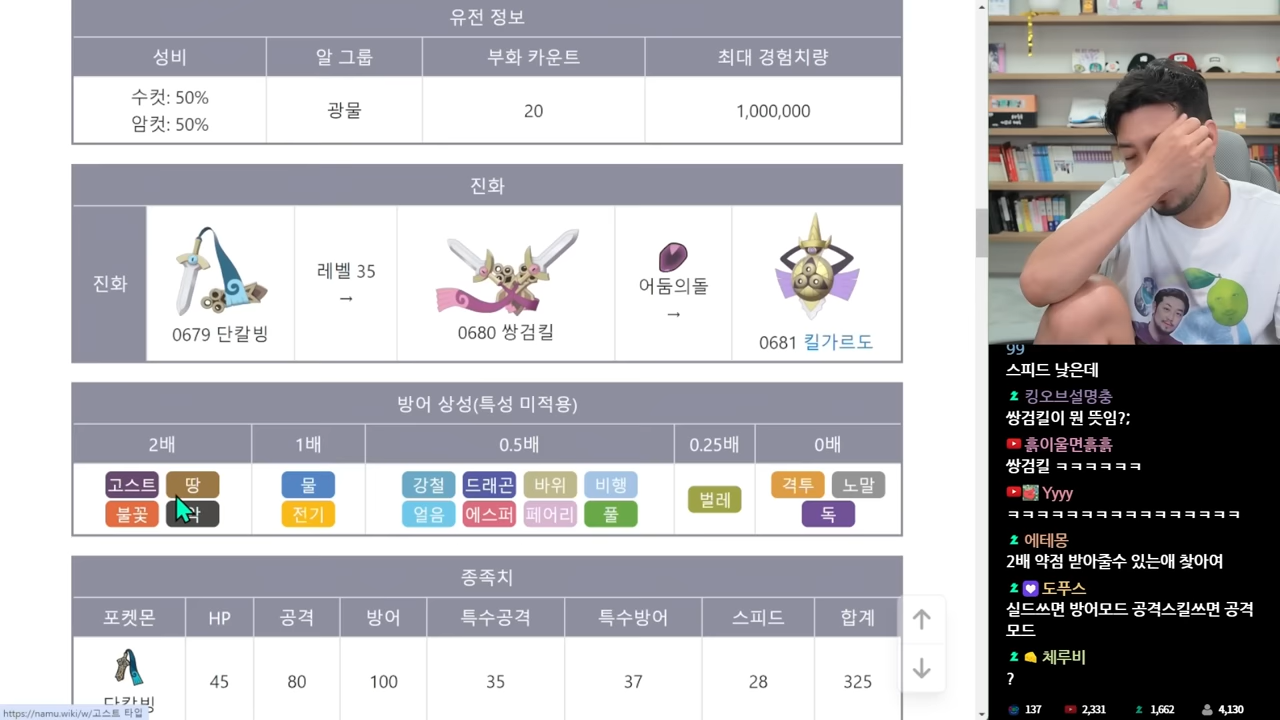 유전 정보
성비 알 그룹 부화 카운트 최대 경험치량
수컷: 50%
암컷: 50%
광물 20 1,000,000
진화
진화
레벨 35
→
어둠의돌
→
0679 단칼빙
0680 쌍검킬
0681 킬가르도
방어 상성(특성 미적용)
2배 1배 0.5배 0.25배 0배
고스트 땅 물 강철 드래곤 바위 비행 벌레 격투 노말
불꽃 전기 얼음 에스퍼 페어리 풀 독
종족치
포켓몬 HP 공격 방어 특수공격 특수방어 스피드 합계
단칼빙 45 80 100 35 37 28 325
https://namu.wiki/w/고스트 타입
99
스피드 낮은데
킹오브설명충
쌍검킬이 뭔 뜻임?;
흙이울면흙흙
쌍검킬 ㅋㅋㅋㅋㅋㅋ
Yyyy
ㅋㅋㅋㅋㅋㅋㅋㅋㅋㅋㅋㅋㅋㅋㅋㅋ
에테몽
2배 약점 받아줄수 있는애 찾아여
도푸스
실드쓰면 방어모드 공격스킬쓰면 공격
모드
체루비
?
137 2,331 1,662 4,130